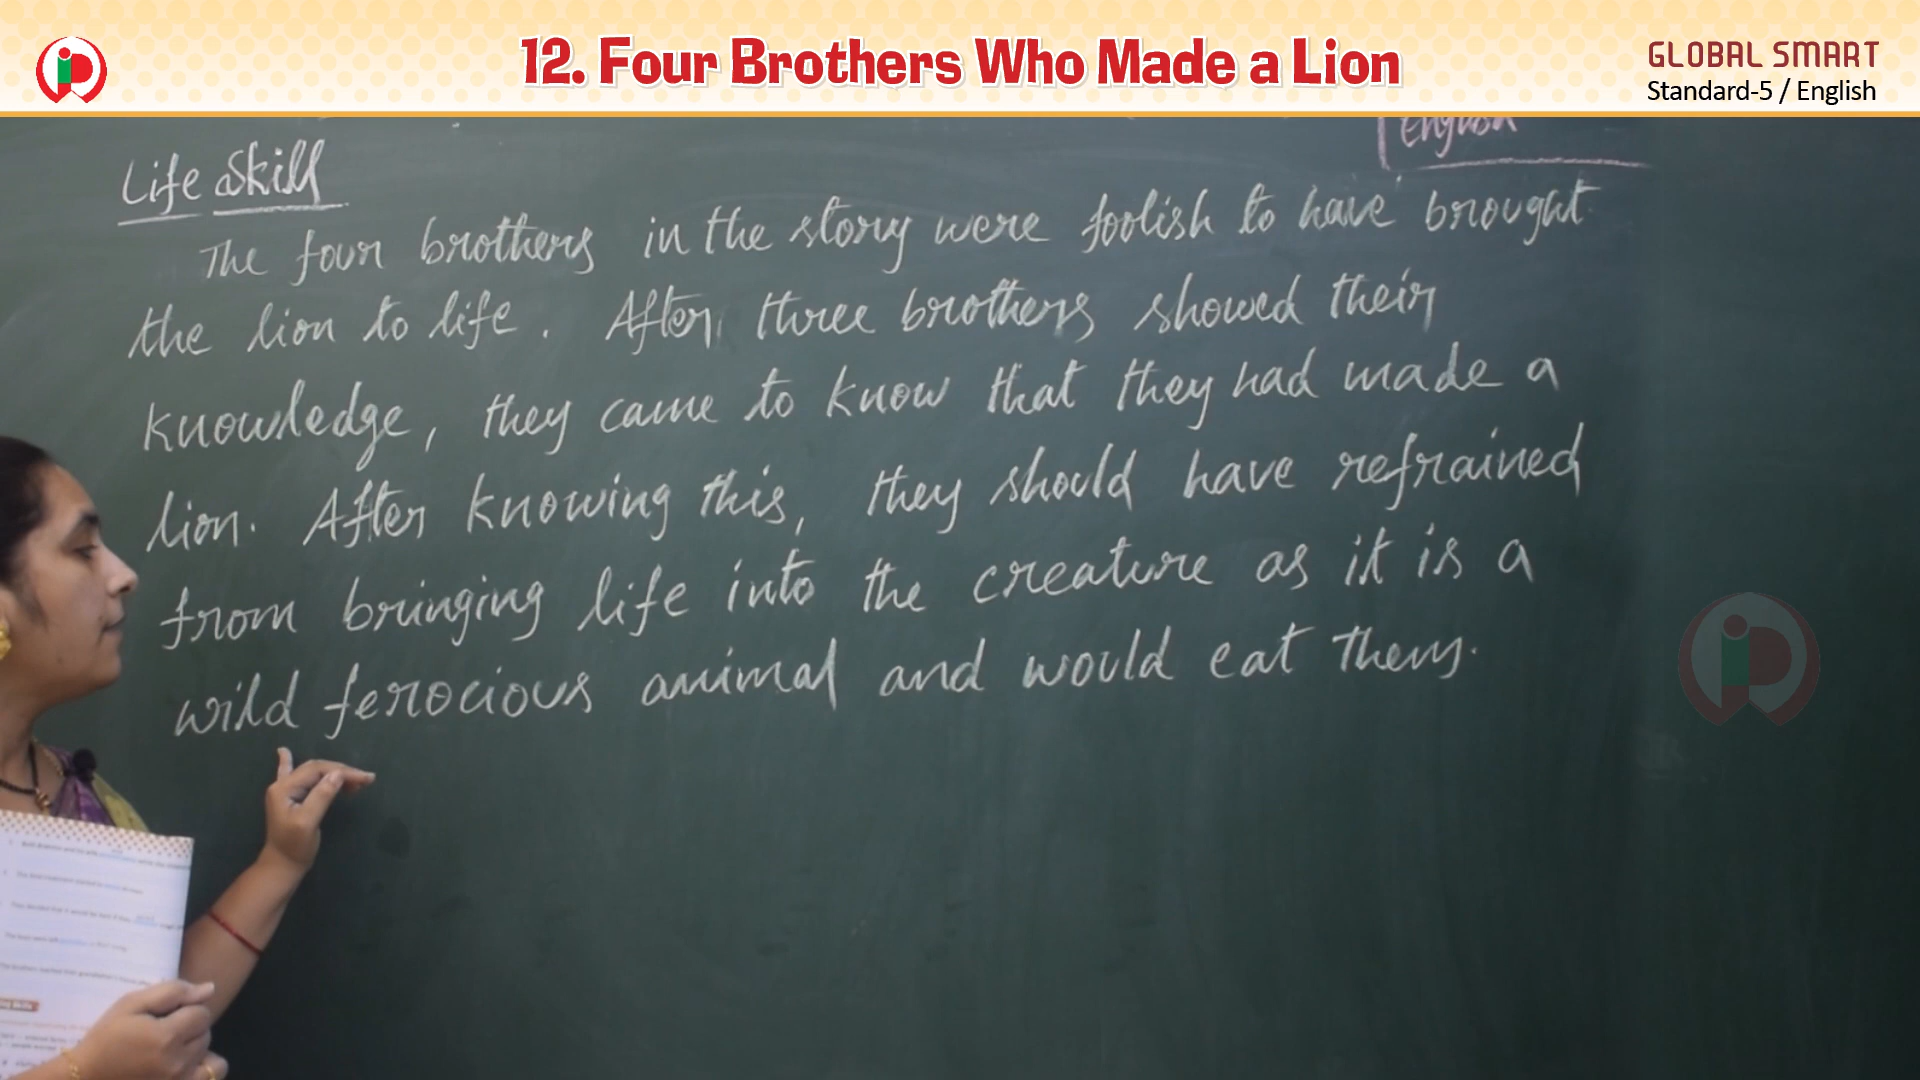 12. Four Brothers Who Made a Lion
GLOBAL SMART
Standard-5 / English
English
Life Skill
The four brothers in the story were foolish to have brought
the lion to life. After three brothers showed their
knowledge, they came to know that they had made a
lion. After knowing this, they should have refrained
from bringing life into the creature as it is a
wild ferocious animal and would eat them.